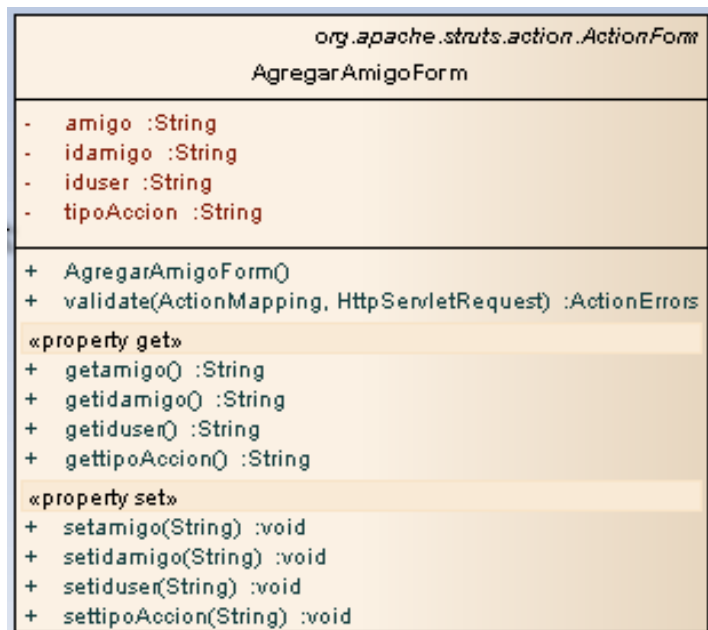 org.apache.struts.action.ActionForm
AgregarAmigoForm
- amigo :String
- idamigo :String
- iduser :String
- tipoAccion :String
+ AgregarAmigoForm()
+ validate(ActionMapping, HttpServletRequest) :ActionErrors
«property get»
+ getamigo() :String
+ getidamigo() :String
+ getiduser() :String
+ gettipoAccion() :String
«property set»
+ setamigo(String) :void
+ setidamigo(String) :void
+ setiduser(String) :void
+ settipoAccion(String) :void